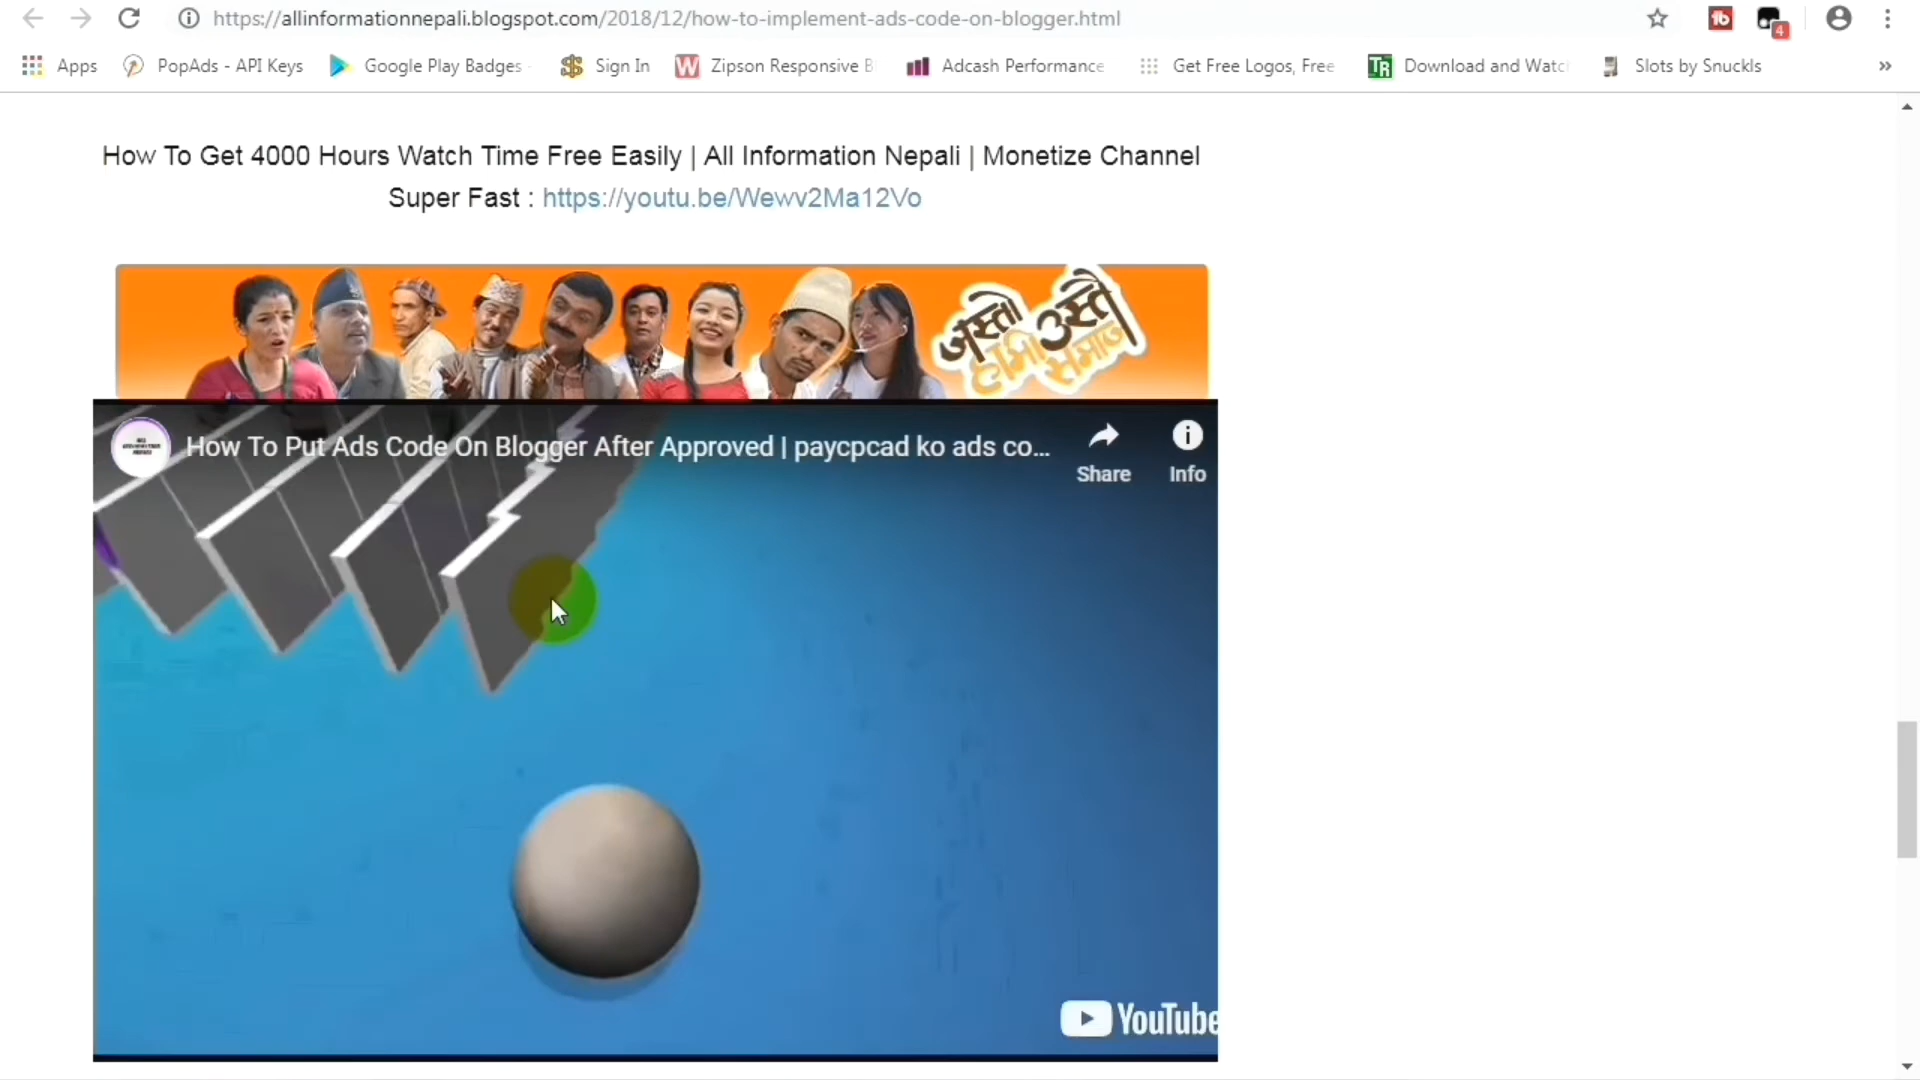 https://allinformationnepali.blogspot.com/2018/12/how-to-implement-ads-code-on-blogger.html
4
Apps PopAds - API Keys Google Play Badges Sign In Zipson Responsive B Adcash Performance Get Free Logos, Free Download and Watc Slots by Snuckls »
How To Get 4000 Hours Watch Time Free Easily | All Information Nepali | Monetize Channel
Super Fast : https://youtu.be/Wewv2Ma12Vo
जस्तो उस्तै
हामी समाज
How To Put Ads Code On Blogger After Approved | paycpcad ko ads co...
Share Info
YouTube